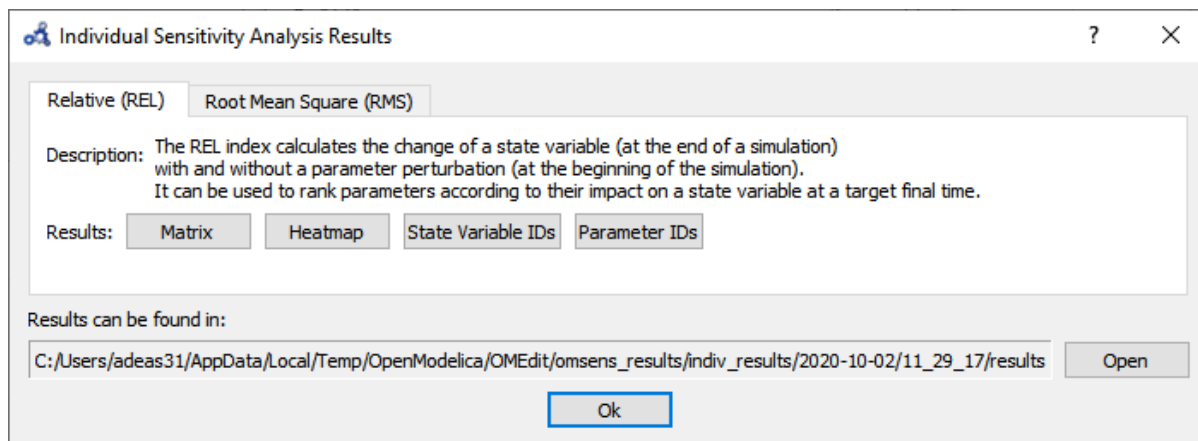 Individual Sensitivity Analysis Results ?
Relative (REL) Root Mean Square (RMS)
Description: The REL index calculates the change of a state variable (at the end of a simulation)
with and without a parameter perturbation (at the beginning of the simulation).
It can be used to rank parameters according to their impact on a state variable at a target final time.
Results: Matrix Heatmap State Variable IDs Parameter IDs
Results can be found in:
C:/Users/adeas31/AppData/Local/Temp/OpenModelica/OMEdit/omsens_results/indiv_results/2020-10-02/11_29_17/results Open
Ok